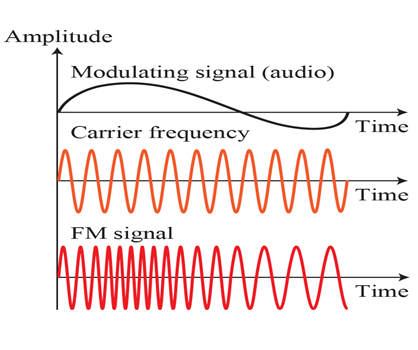 Amplitude
Modulating signal (audio)
Time
Carrier frequency
Time
FM signal
Time